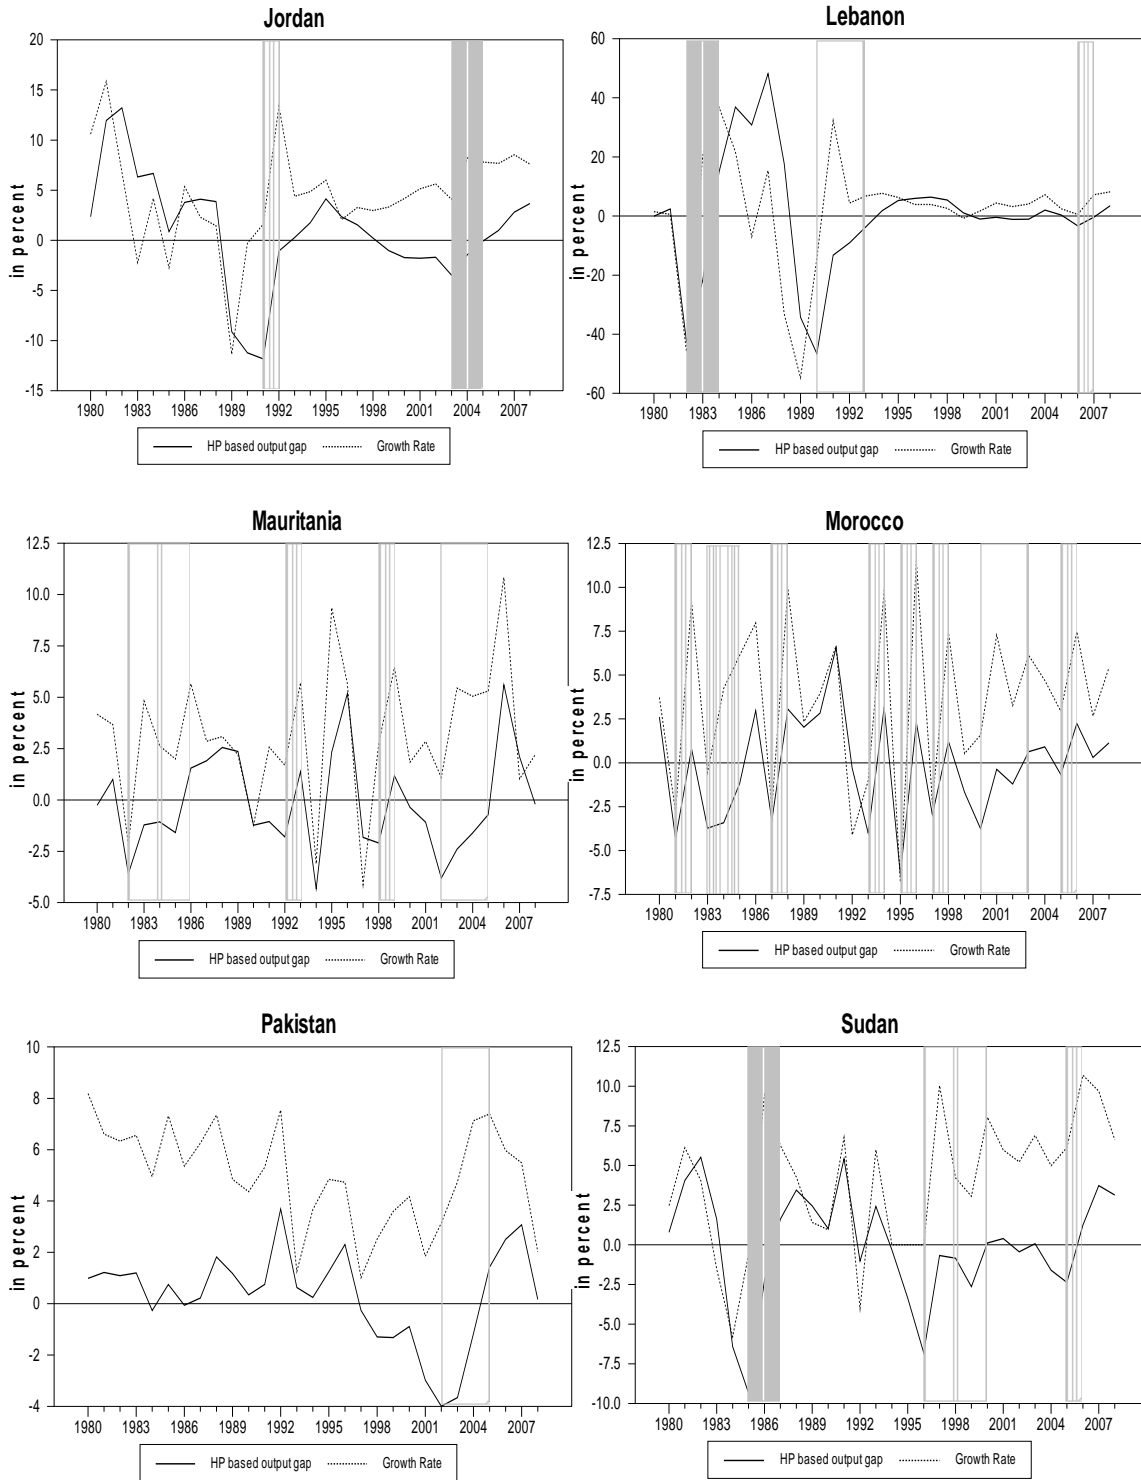 Jordan
20
15
10
5
0
-5
-10
-15
in percent
1980 1983 1986 1989 1992 1995 1998 2001 2004 2007
HP based output gap Growth Rate
Lebanon
60
40
20
0
-20
-40
-60
in percent
1980 1983 1986 1989 1992 1995 1998 2001 2004 2007
HP based output gap Growth Rate
Mauritania
12.5
10.0
7.5
5.0
2.5
0.0
-2.5
-5.0
in percent
1980 1983 1986 1989 1992 1995 1998 2001 2004 2007
HP based output gap Growth Rate
Morocco
12.5
10.0
7.5
5.0
2.5
0.0
-2.5
-5.0
-7.5
in percent
1980 1983 1986 1989 1992 1995 1998 2001 2004 2007
HP based output gap Growth Rate
Pakistan
10
8
6
4
2
0
-2
-4
in percent
1980 1983 1986 1989 1992 1995 1998 2001 2004 2007
HP based output gap Growth Rate
Sudan
12.5
10.0
7.5
5.0
2.5
0.0
-2.5
-5.0
-7.5
-10.0
in percent
1980 1983 1986 1989 1992 1995 1998 2001 2004 2007
HP based output gap Growth Rate